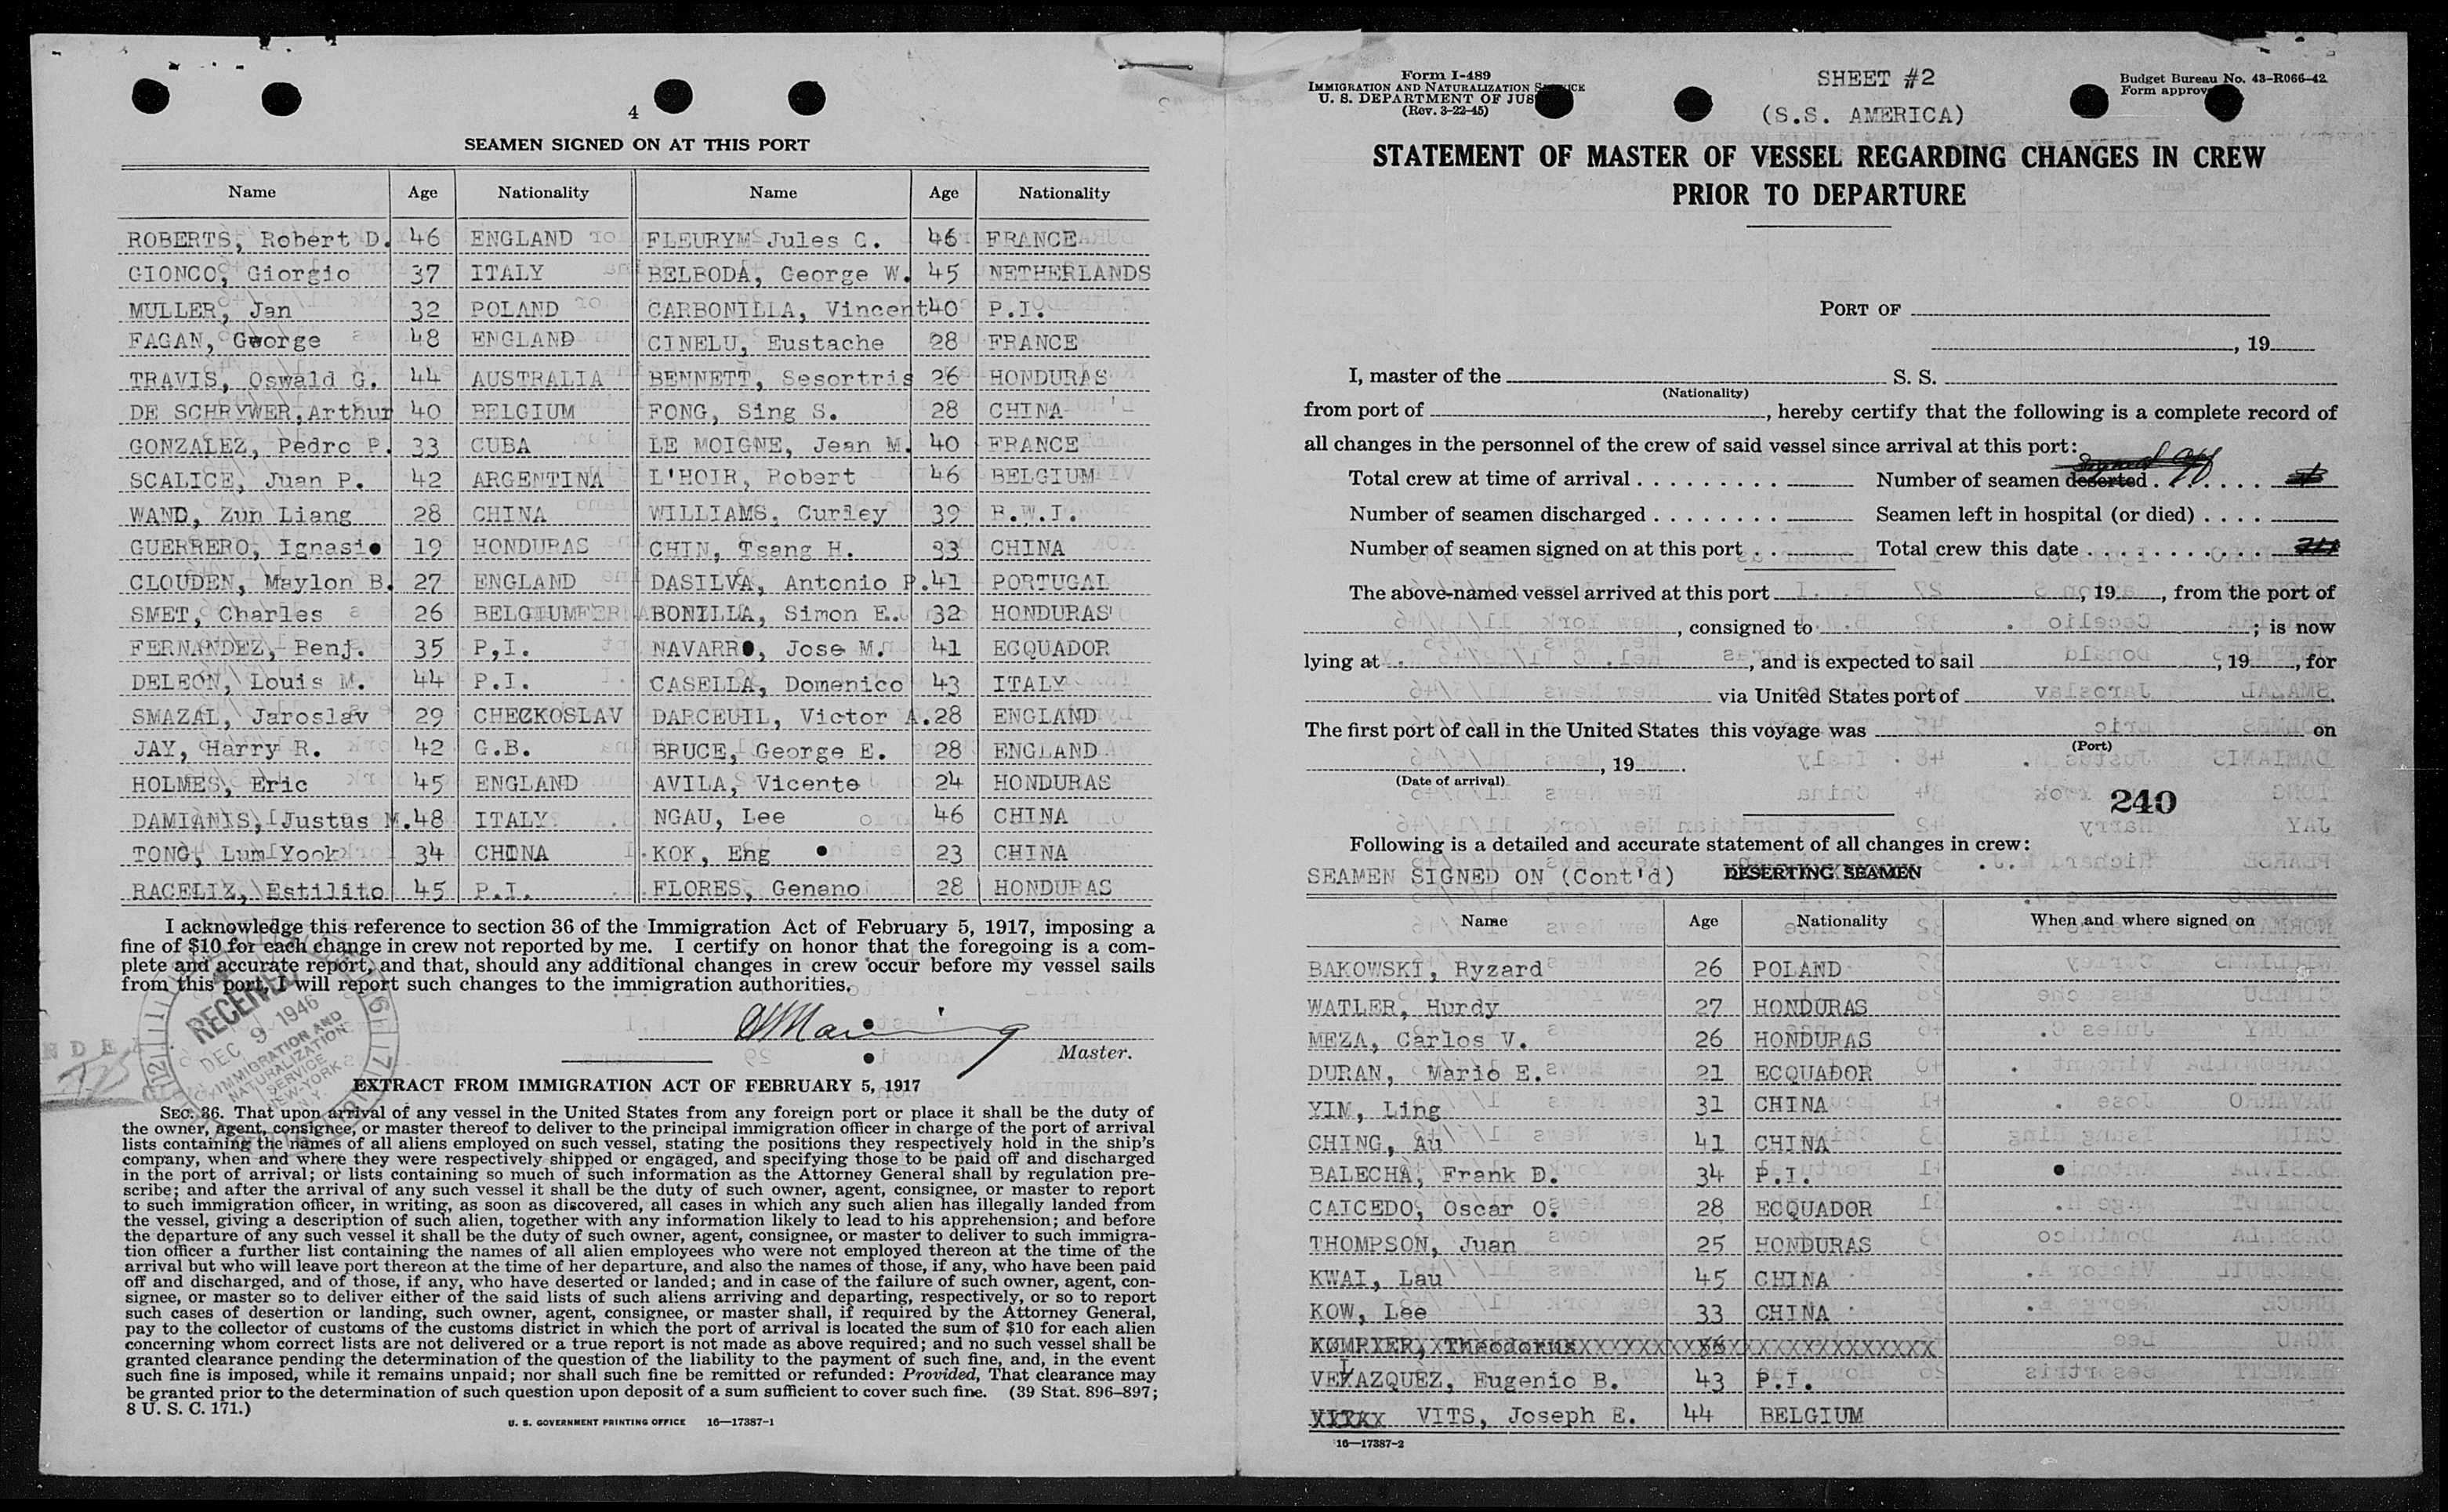 4
SEAMEN SIGNED ON AT THIS PORT
Name Age Nationality Name Age Nationality
ROBERTS, Robert D. 46 ENGLAND FLEURYM Jules C. 46 FRANCE
GIONCO, Giorgio 37 ITALY BELBODA, George W. 45 NETHERLANDS
MULLER, Jan 32 POLAND CARBONILLA, Vincent 40 P.I.
FAGAN, George 48 ENGLAND CINELU, Eustache 28 FRANCE
TRAVIS, Oswald G. 44 AUSTRALIA BENNETT, Sesortris 26 HONDURAS
DE SCHRYWER, Arthur 40 BELGIUM FONG, Sing S. 28 CHINA
GONZALEZ, Pedro P. 33 CUBA LE MOIGNE, Jean M. 40 FRANCE
SCALICE, Juan P. 42 ARGENTINA L'HOIR, Robert 46 BELGIUM
WAND, Zun Liang 28 CHINA WILLIAMS, Curley 39 B.W.I.
GUERRERO, Ignasio 19 HONDURAS CHIN, Tsang H. 33 CHINA
CLOUDEN, Maylon B. 27 ENGLAND DASILVA, Antonio P. 41 PORTUGAL
SMET, Charles 26 BELGIUM BONILLA, Simon E. 32 HONDURAS
FERNANDEZ, Benj. 35 P,I. NAVARRO, Jose M. 41 ECQUADOR
DELEON, Louis M. 44 P.I. CASELLA, Domenico 43 ITALY
SMAZAL, Jaroslav 29 CHECKOSLAV DARCEUIL, Victor A. 28 ENGLAND
JAY, Harry R. 42 G.B. BRUCE, George E. 28 ENGLAND
HOLMES, Eric 45 ENGLAND AVILA, Vicente 24 HONDURAS
DAMIANIS, Justus M. 48 ITALY NGAU, Lee 46 CHINA
TONG, Lum Yook 34 CHINA KOK, Eng 23 CHINA
RACELIZ, Estilito 45 P.I. FLORES, Genano 28 HONDURAS
I acknowledge this reference to section 36 of the Immigration Act of February 5, 1917, imposing a
fine of $10 for each change in crew not reported by me. I certify on honor that the foregoing is a com-
plete and accurate report, and that, should any additional changes in crew occur before my vessel sails
from this port, I will report such changes to the immigration authorities.
RECEIVED
DEC 9 1946
IMMIGRATION AND
NATURALIZATION
SERVICE
NEW YORK
N.Y.
Manning
Master.
EXTRACT FROM IMMIGRATION ACT OF FEBRUARY 5, 1917
SEC. 36. That upon arrival of any vessel in the United States from any foreign port or place it shall be the duty of
the owner, agent, consignee, or master thereof to deliver to the principal immigration officer in charge of the port of arrival
lists containing the names of all aliens employed on such vessel, stating the positions they respectively hold in the ship's
company, when and where they were respectively shipped or engaged, and specifying those to be paid off and discharged
in the port of arrival; or lists containing so much of such information as the Attorney General shall by regulation pre-
scribe; and after the arrival of any such vessel it shall be the duty of such owner, agent, consignee, or master to report
to such immigration officer, in writing, as soon as discovered, all cases in which any such alien has illegally landed from
the vessel, giving a description of such alien, together with any information likely to lead to his apprehension; and before
the departure of any such vessel it shall be the duty of such owner, agent, consignee, or master to deliver to such immigra-
tion officer a further list containing the names of all alien employees who were not employed thereon at the time of the
arrival but who will leave port thereon at the time of her departure, and also the names of those, if any, who have been paid
off and discharged, and of those, if any, who have deserted or landed; and in case of the failure of such owner, agent, con-
signee, or master so to deliver either of the said lists of such aliens arriving and departing, respectively, or so to report
such cases of desertion or landing, such owner, agent, consignee, or master shall, if required by the Attorney General,
pay to the collector of customs of the customs district in which the port of arrival is located the sum of $10 for each alien
concerning whom correct lists are not delivered or a true report is not made as above required; and no such vessel shall be
granted clearance pending the determination of the question of the liability to the payment of such fine, and, in the event
such fine is imposed, while it remains unpaid; nor shall such fine be remitted or refunded: Provided, That clearance may
be granted prior to the determination of such question upon deposit of a sum sufficient to cover such fine. (39 Stat. 896-897;
8 U. S. C. 171.)
U. S. GOVERNMENT PRINTING OFFICE 16—17387-1
Form I-489
IMMIGRATION AND NATURALIZATION SERVICE
U. S. DEPARTMENT OF JUS
(Rev. 3-22-45)
SHEET #2
(S.S. AMERICA)
Budget Bureau No. 43-R066-42
Form approv
STATEMENT OF MASTER OF VESSEL REGARDING CHANGES IN CREW
PRIOR TO DEPARTURE
PORT OF
, 19
I, master of the S. S.
(Nationality)
from port of , hereby certify that the following is a complete record of
all changes in the personnel of the crew of said vessel since arrival at this port:
signed off
Total crew at time of arrival Number of seamen deserted
Number of seamen discharged Seamen left in hospital (or died)
Number of seamen signed on at this port Total crew this date
The above-named vessel arrived at this port , 19 , from the port of
, consigned to ; is now
lying at , and is expected to sail , 19 , for
via United States port of
The first port of call in the United States this voyage was on
(Port)
, 19 .
(Date of arrival)
240
Following is a detailed and accurate statement of all changes in crew:
SEAMEN SIGNED ON (Cont'd) DESERTING SEAMEN
Name Age Nationality When and where signed on
BAKOWSKI, Ryzard 26 POLAND
WATLER, Hurdy 27 HONDURAS
MEZA, Carlos V. 26 HONDURAS
DURAN, Mario E. 21 ECQUADOR
YIM, Ling 31 CHINA
CHING, Au 41 CHINA
BALECHA, Frank D. 34 P.I.
CAICEDO, Oscar O. 28 ECQUADOR
THOMPSON, Juan 25 HONDURAS
KWAI, Lau 45 CHINA
KOW, Lee 33 CHINA
KOMPIER, Theodorus
VELAZQUEZ, Eugenio B. 43 P.I.
VITS, Joseph E. 44 BELGIUM
16—17387-2